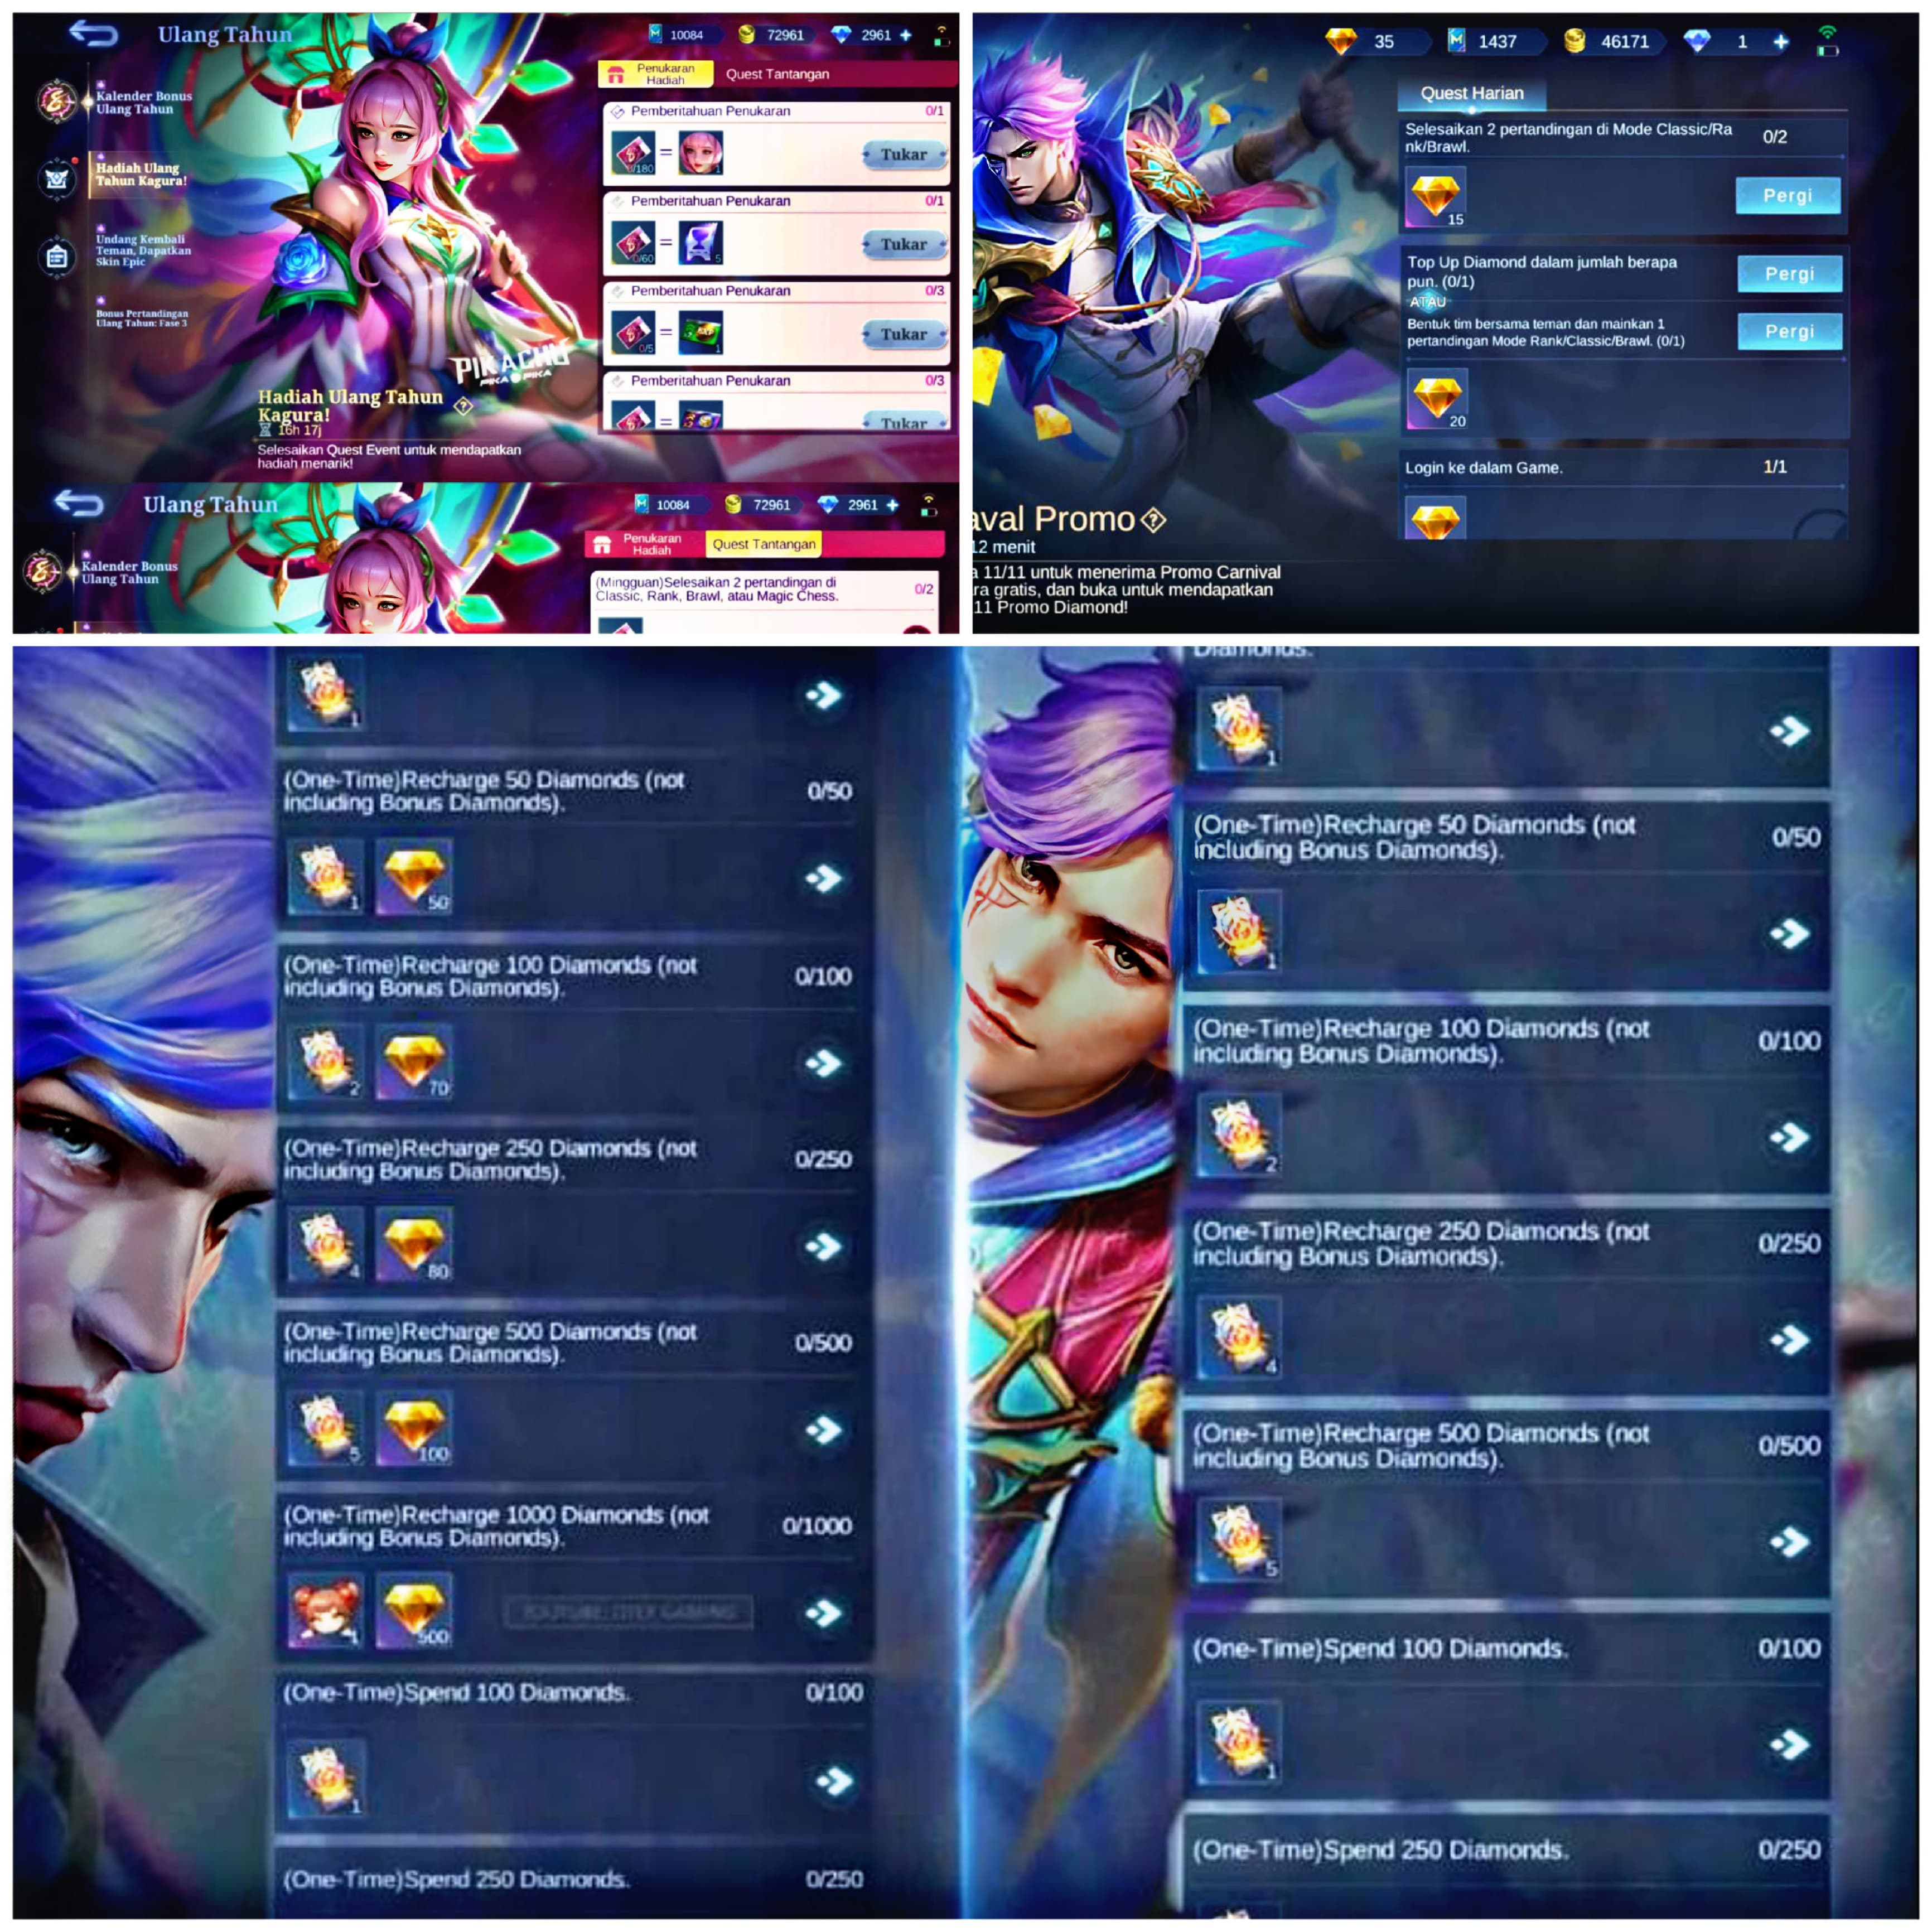 Ulang Tahun
10084
72961
2961
Kalender Bonus
Ulang Tahun
Hadiah Ulang
Tahun Kagura!
Undang Kembali
Teman, Dapatkan
Skin Epic
Bonus Pertandingan
Ulang Tahun: Fase 3
Penukaran
Hadiah
Quest Tantangan
Pemberitahuan Penukaran
0/1
0/180
=
1
Tukar
Pemberitahuan Penukaran
0/1
0/60
=
5
Tukar
Pemberitahuan Penukaran
0/3
0/5
=
1
Tukar
Pemberitahuan Penukaran
0/3
=
Tukar
PIKACHU
PIKA PIKA
Hadiah Ulang Tahun
Kagura!
16h 17j
Selesaikan Quest Event untuk mendapatkan
hadiah menarik!
Ulang Tahun
10084
72961
2961
Kalender Bonus
Ulang Tahun
Penukaran
Hadiah
Quest Tantangan
(Mingguan)Selesaikan 2 pertandingan di
Classic, Rank, Brawl, atau Magic Chess.
0/2
35
1437
46171
1
Quest Harian
Selesaikan 2 pertandingan di Mode Classic/Ra
nk/Brawl.
0/2
15
Pergi
Top Up Diamond dalam jumlah berapa
pun. (0/1)
Pergi
ATAU
Bentuk tim bersama teman dan mainkan 1
pertandingan Mode Rank/Classic/Brawl. (0/1)
Pergi
20
Login ke dalam Game.
1/1
aval Promo
12 menit
a 11/11 untuk menerima Promo Carnival
ra gratis, dan buka untuk mendapatkan
11 Promo Diamond!
1
(One-Time)Recharge 50 Diamonds (not
including Bonus Diamonds).
0/50
1
50
(One-Time)Recharge 100 Diamonds (not
including Bonus Diamonds).
0/100
2
70
(One-Time)Recharge 250 Diamonds (not
including Bonus Diamonds).
0/250
4
80
(One-Time)Recharge 500 Diamonds (not
including Bonus Diamonds).
0/500
5
100
(One-Time)Recharge 1000 Diamonds (not
including Bonus Diamonds).
0/1000
1
500
(One-Time)Spend 100 Diamonds.
0/100
1
(One-Time)Spend 250 Diamonds.
0/250
Diamonds.
1
(One-Time)Recharge 50 Diamonds (not
including Bonus Diamonds).
0/50
1
(One-Time)Recharge 100 Diamonds (not
including Bonus Diamonds).
0/100
2
(One-Time)Recharge 250 Diamonds (not
including Bonus Diamonds).
0/250
4
(One-Time)Recharge 500 Diamonds (not
including Bonus Diamonds).
0/500
5
(One-Time)Spend 100 Diamonds.
0/100
1
(One-Time)Spend 250 Diamonds.
0/250